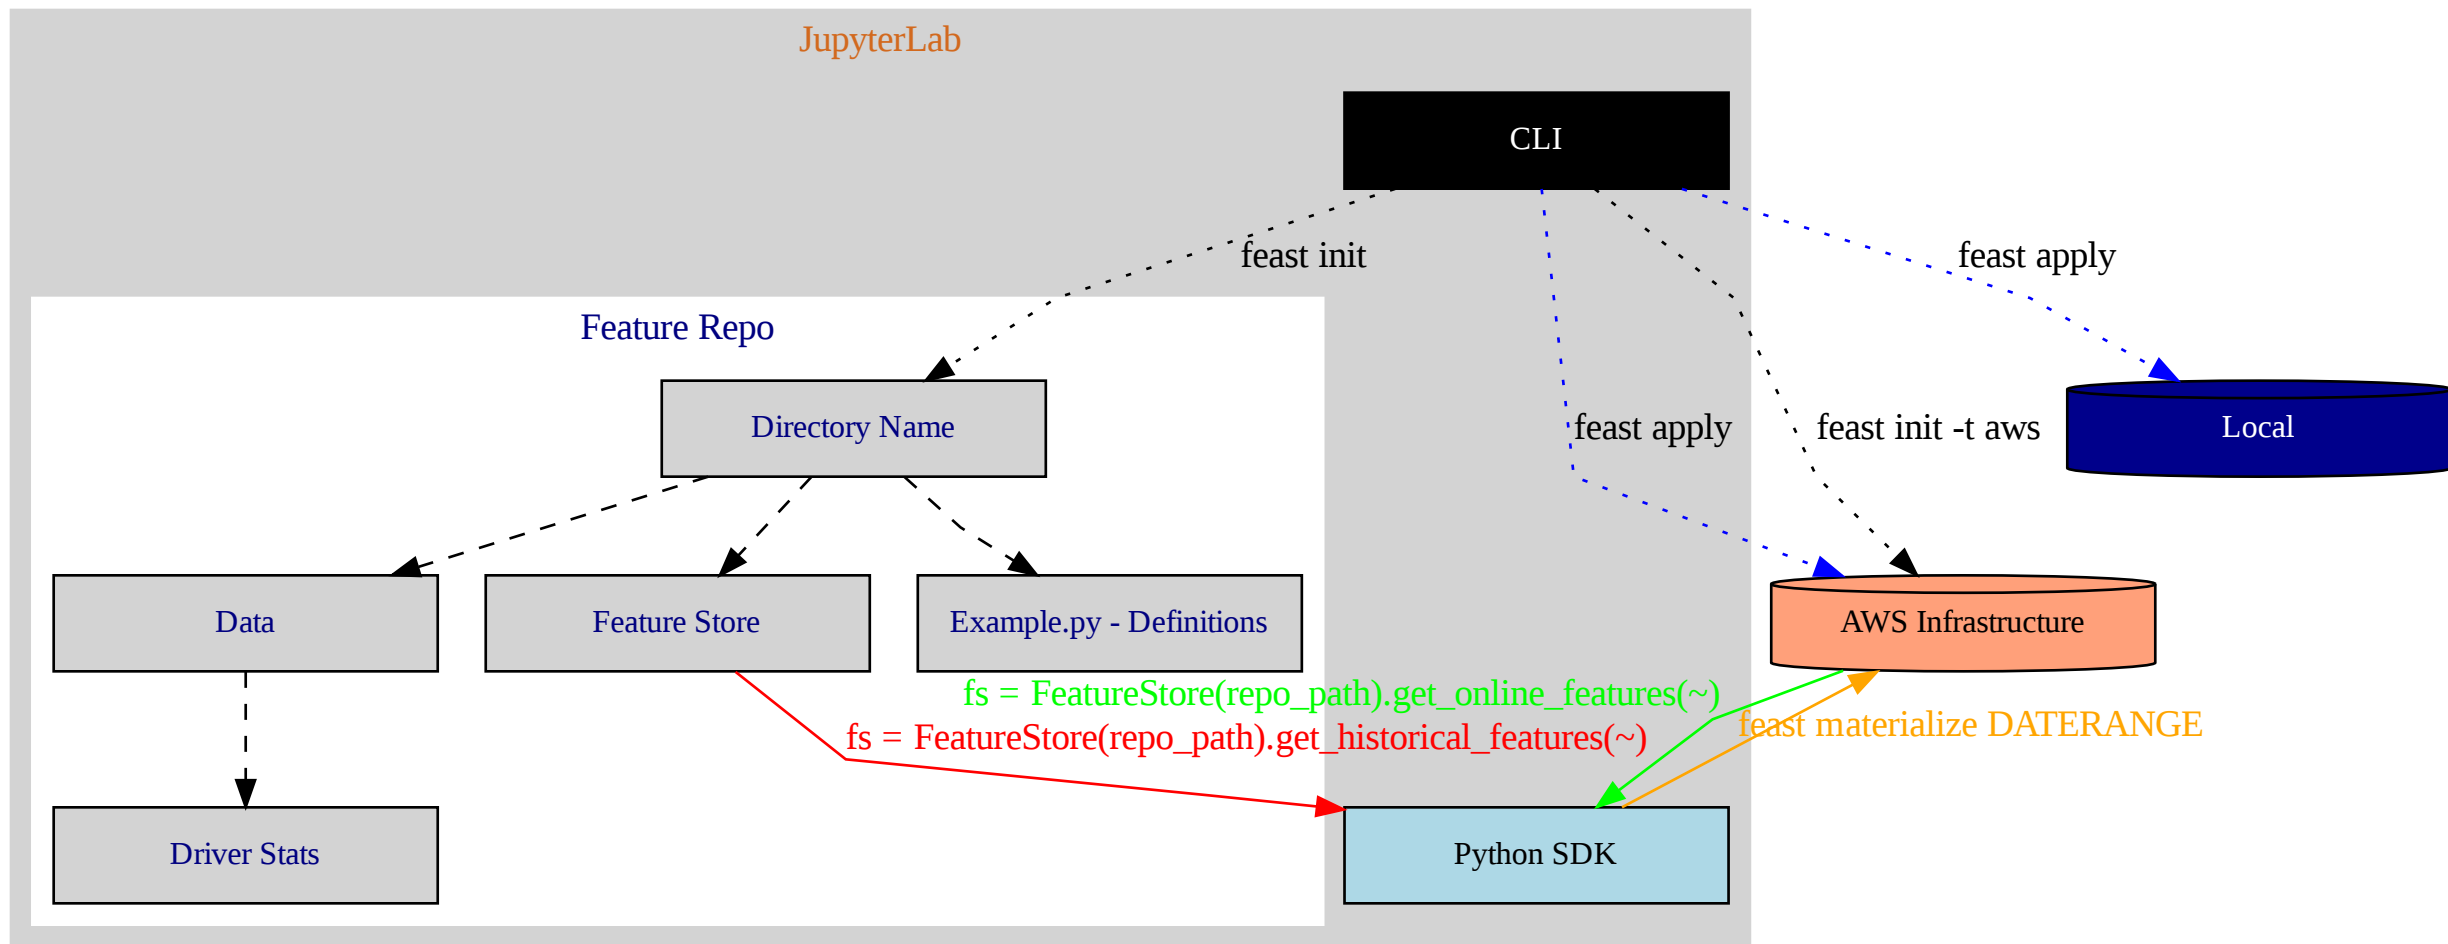 JupyterLab
CLI
feast init
feast apply
Feature Repo
Directory Name
feast apply
feast init -t aws
Local
Data
Feature Store
Example.py - Definitions
AWS Infrastructure
fs = FeatureStore(repo_path).get_online_features(~)
feast materialize DATERANGE
fs = FeatureStore(repo_path).get_historical_features(~)
Driver Stats
Python SDK